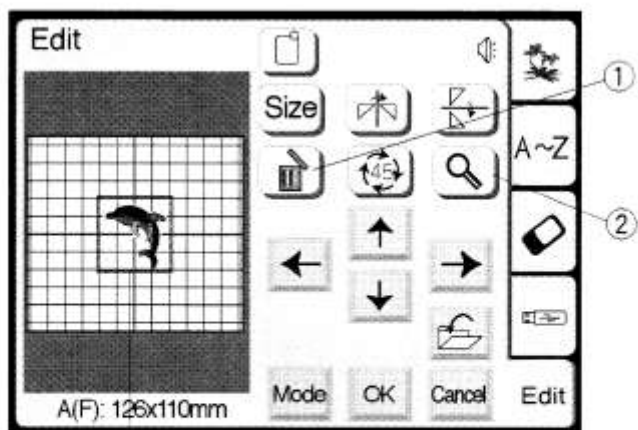 Edit
Size
①
A~Z
45
②
Mode
OK
Cancel
Edit
A(F): 126x110mm